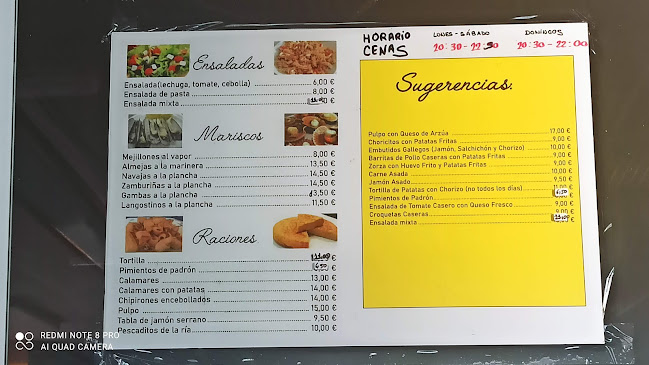 Ensaladas
Ensalada(lechuga, tomate, cebolla) 6,00 €
Ensalada de pasta 8,00 €
Ensalada mixta €
Mariscos
Mejillones al vapor 8,00 €
Almejas a la marinera 13,50 €
Navajas a la plancha 14,50 €
Zamburiñas a la plancha 14,50 €
Gambas a la plancha 13,50 €
Langostinos a la plancha 11,50 €
Raciones
Tortilla €
Pimientos de padrón 6.50 €
Calamares 13,00 €
Calamares con patatas 14,00 €
Chipirones encebollados 14,00 €
Pulpo 15,00 €
Tabla de jamón serrano 9,50 €
Pescaditos de la ría 10,00 €
HORARIO CENAS
LUNES - SÁBADO
20:30 - 22:30
DOMINGOS
20:30 - 22:00
Sugerencias:
Pulpo con Queso de Arzúa 17,00 €
Choricitos con Patatas Fritas 9,00 €
Embutidos Gallegos (Jamón, Salchichón y Chorizo) 10,00 €
Barritas de Pollo Caseras con Patatas Fritas 9,00 €
Zorza con Huevo Frito y Patatas Fritas 9,00 €
Carne Asada 10,00 €
Jamón Asado 9,50 €
Tortilla de Patatas con Chorizo (no todos los días) €
Pimientos de Padrón 6.50 €
Ensalada de Tomate Casero con Queso Fresco 9,00 €
Croquetas Caseras €
Ensalada mixta €
REDMI NOTE 8 PRO
AI QUAD CAMERA